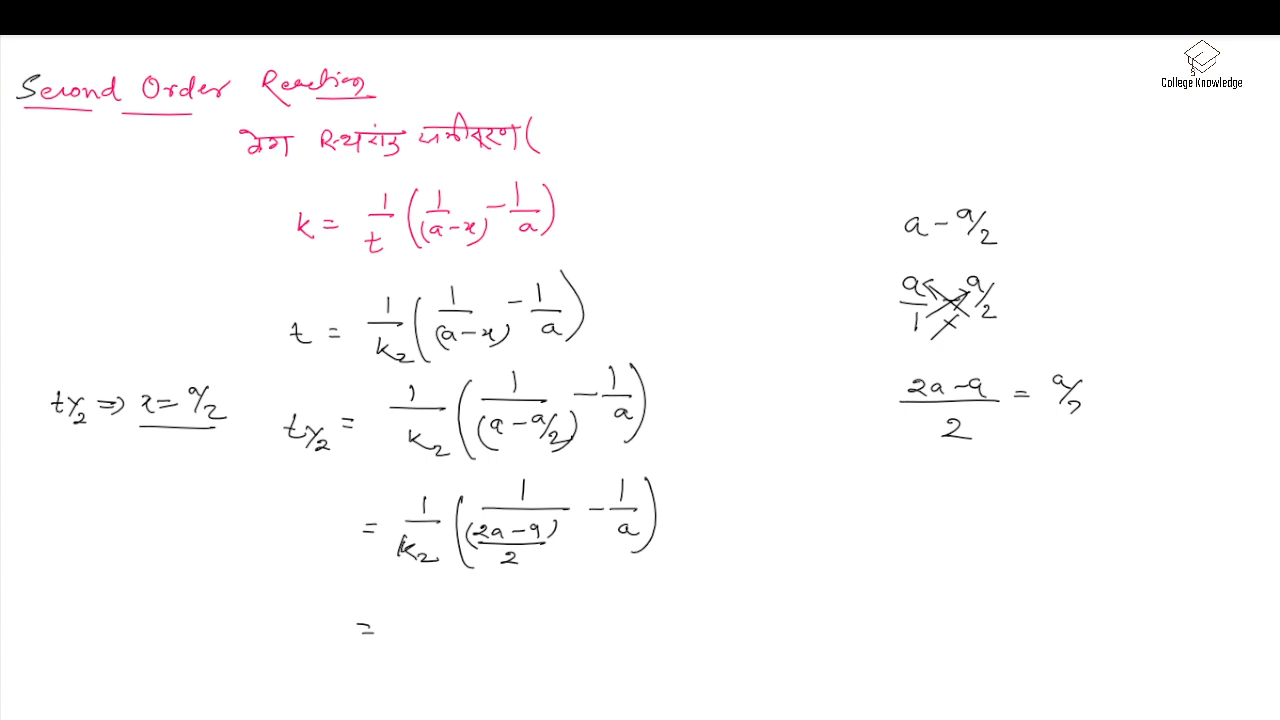 College Knowledge
Second Order Reaction
वेग स्थरांक समीकरण (
k = 1/t (1/(a-x) - 1/a)
t = 1/k₂ (1/(a-x) - 1/a)
t½ ⇒ x = a/2
t½ = 1/k₂ (1/(a-a/2) - 1/a)
= 1/k₂ (1/((2a-a)/2) - 1/a)
=
a - a/2
a/1 - a/2
(2a-a)/2 = a/2